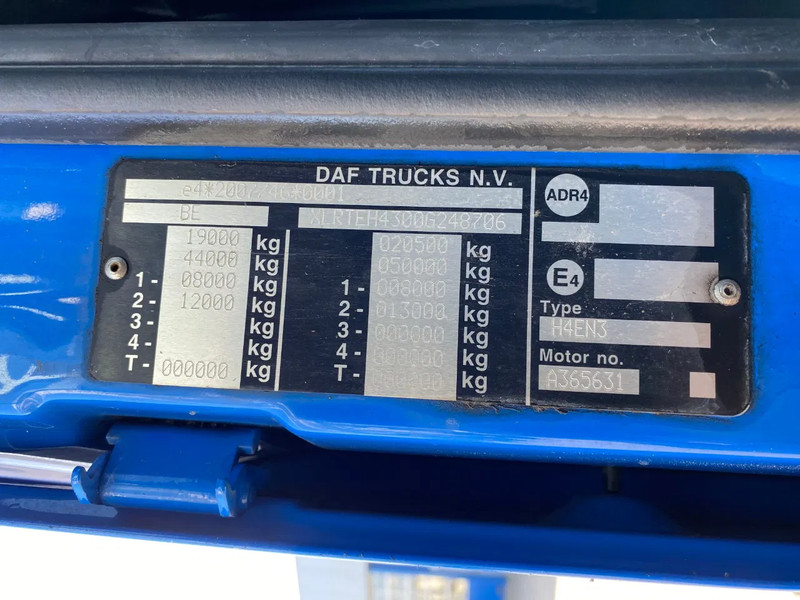 DAF TRUCKS N.V.
BE XLRTEH4300G248706
19000 kg
44000 kg
1- 08000 kg
2- 12000 kg
3- kg
4- kg
T- 000000 kg
020500 kg
050000 kg
1- 008000 kg
2- 013000 kg
3- 000000 kg
4- 000000 kg
T- kg
ADR4
E4
Type
H4EN3
Motor no.
A365631